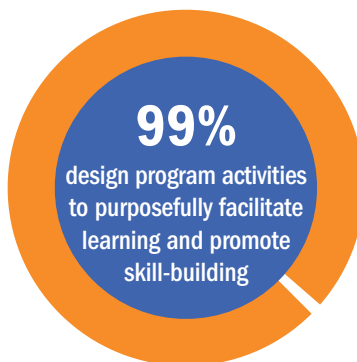 99%
design program activities
to purposefully facilitate
learning and promote
skill-building